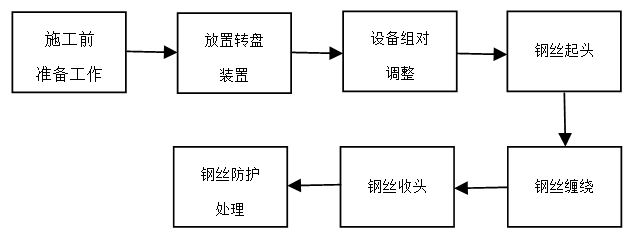 施工前
准备工作
放置转盘
装置
设备组对
调整
钢丝起头
钢丝缠绕
钢丝收头
钢丝防护
处理